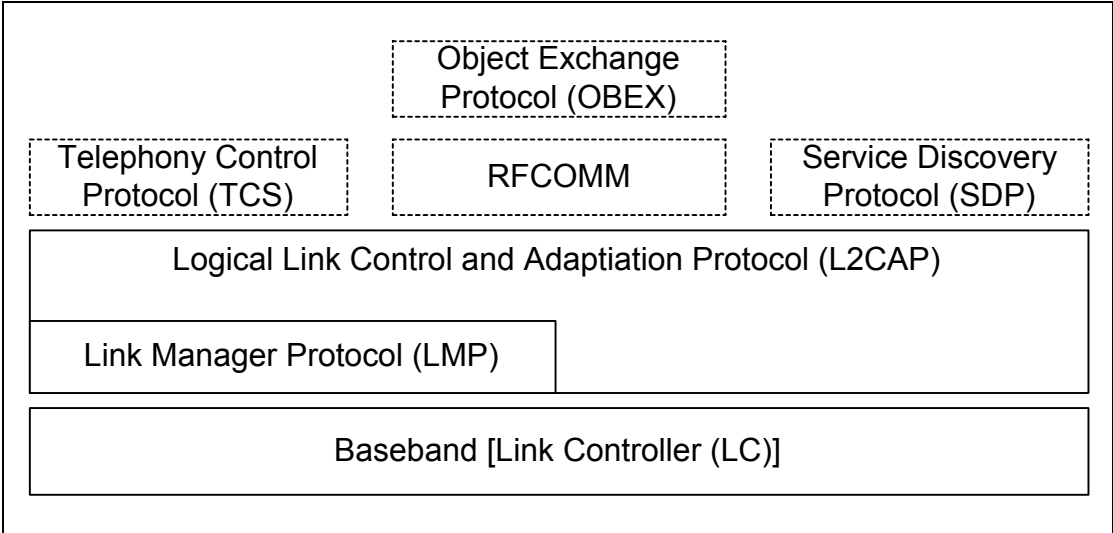 Object Exchange
Protocol (OBEX)
Telephony Control
Protocol (TCS)
RFCOMM
Service Discovery
Protocol (SDP)
Logical Link Control and Adaptiation Protocol (L2CAP)
Link Manager Protocol (LMP)
Baseband [Link Controller (LC)]